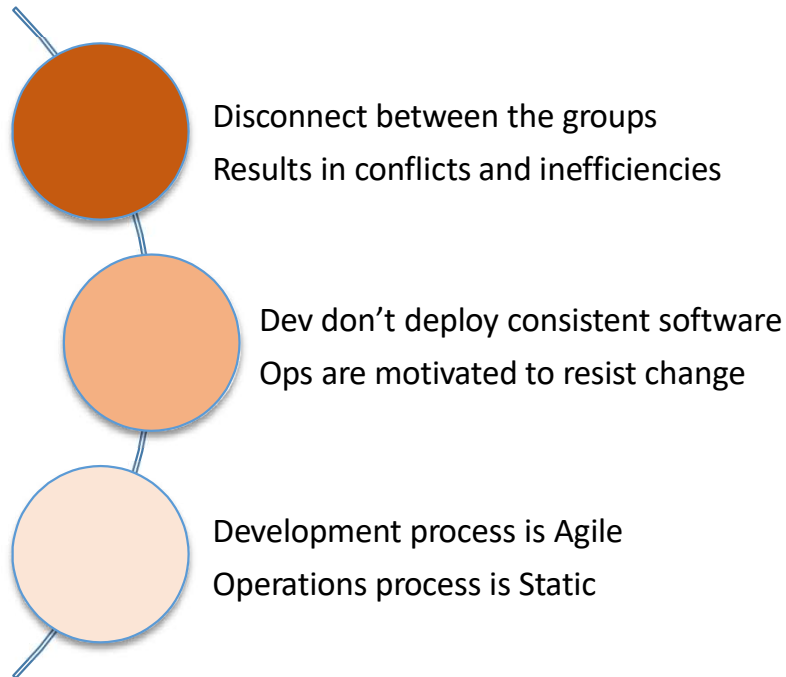 Disconnect between the groups
Results in conflicts and inefficiencies
Dev don’t deploy consistent software
Ops are motivated to resist change
Development process is Agile
Operations process is Static